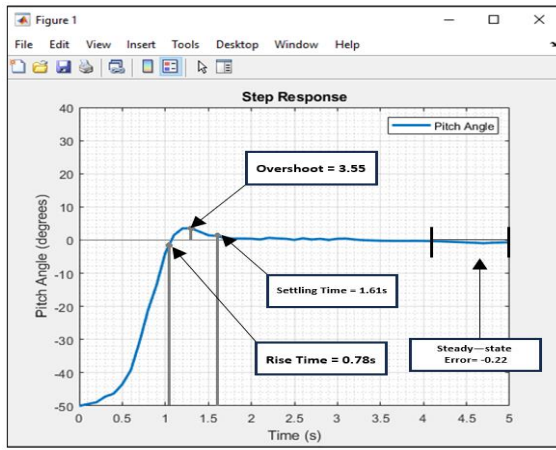 Figure 1
File Edit View Insert Tools Desktop Window Help
Step Response
Pitch Angle
Overshoot = 3.55
Settling Time = 1.61s
Rise Time = 0.78s
Steady—state
Error= -0.22
Pitch Angle (degrees)
40
30
20
10
0
-10
-20
-30
-40
-50
0 0.5 1 1.5 2 2.5 3 3.5 4 4.5 5
Time (s)